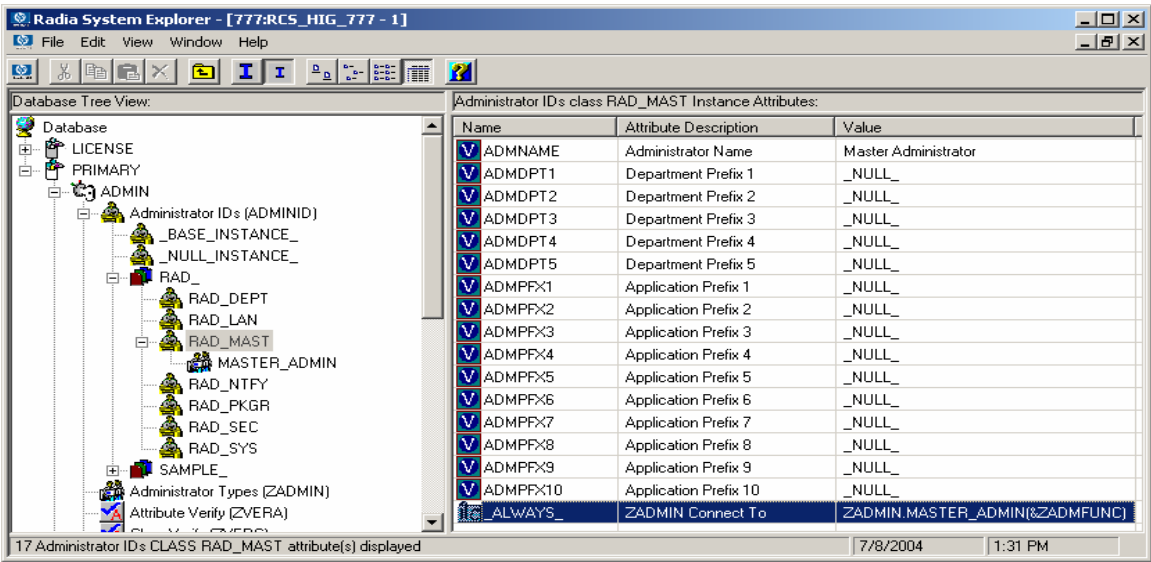 Radia System Explorer - [777:RCS_HIG_777 - 1]
File Edit View Window Help
Database Tree View:
Administrator IDs class RAD_MAST Instance Attributes:
Database
LICENSE
PRIMARY
ADMIN
Administrator IDs (ADMINID)
_BASE_INSTANCE_
_NULL_INSTANCE_
RAD_
RAD_DEPT
RAD_LAN
RAD_MAST
MASTER_ADMIN
RAD_NTFY
RAD_PKGR
RAD_SEC
RAD_SYS
SAMPLE_
Administrator Types (ZADMIN)
Attribute Verify (ZVERA)
Name Attribute Description Value
V ADMNAME Administrator Name Master Administrator
V ADMDPT1 Department Prefix 1 _NULL_
V ADMDPT2 Department Prefix 2 _NULL_
V ADMDPT3 Department Prefix 3 _NULL_
V ADMDPT4 Department Prefix 4 _NULL_
V ADMDPT5 Department Prefix 5 _NULL_
V ADMPFX1 Application Prefix 1 _NULL_
V ADMPFX2 Application Prefix 2 _NULL_
V ADMPFX3 Application Prefix 3 _NULL_
V ADMPFX4 Application Prefix 4 _NULL_
V ADMPFX5 Application Prefix 5 _NULL_
V ADMPFX6 Application Prefix 6 _NULL_
V ADMPFX7 Application Prefix 7 _NULL_
V ADMPFX8 Application Prefix 8 _NULL_
V ADMPFX9 Application Prefix 9 _NULL_
V ADMPFX10 Application Prefix 10 _NULL_
_ALWAYS_ ZADMIN Connect To ZADMIN.MASTER_ADMIN(&ZADMFUNC)
17 Administrator IDs CLASS RAD_MAST attribute(s) displayed 7/8/2004 1:31 PM